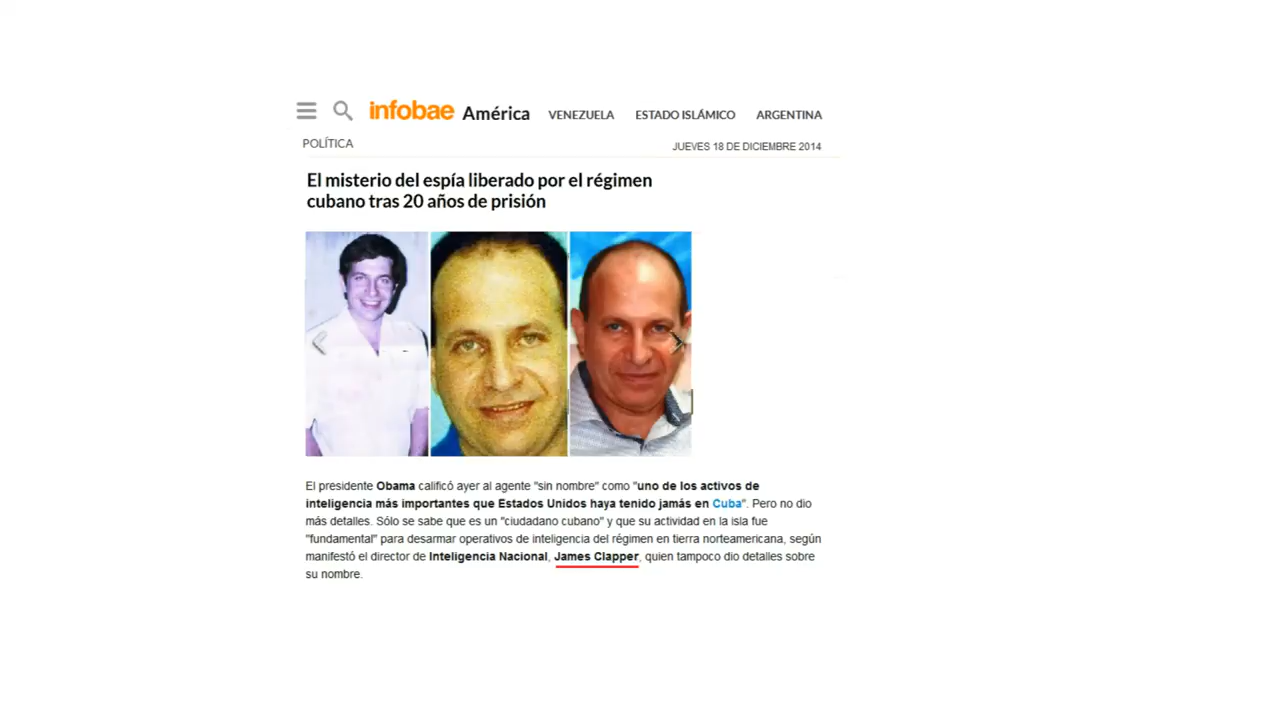 infobae América VENEZUELA ESTADO ISLÁMICO ARGENTINA
POLÍTICA JUEVES 18 DE DICIEMBRE 2014
El misterio del espía liberado por el régimen
cubano tras 20 años de prisión
El presidente Obama calificó ayer al agente "sin nombre" como "uno de los activos de
inteligencia más importantes que Estados Unidos haya tenido jamás en Cuba". Pero no dio
más detalles. Sólo se sabe que es un "ciudadano cubano" y que su actividad en la isla fue
"fundamental" para desarmar operativos de inteligencia del régimen en tierra norteamericana, según
manifestó el director de Inteligencia Nacional, James Clapper, quien tampoco dio detalles sobre
su nombre.